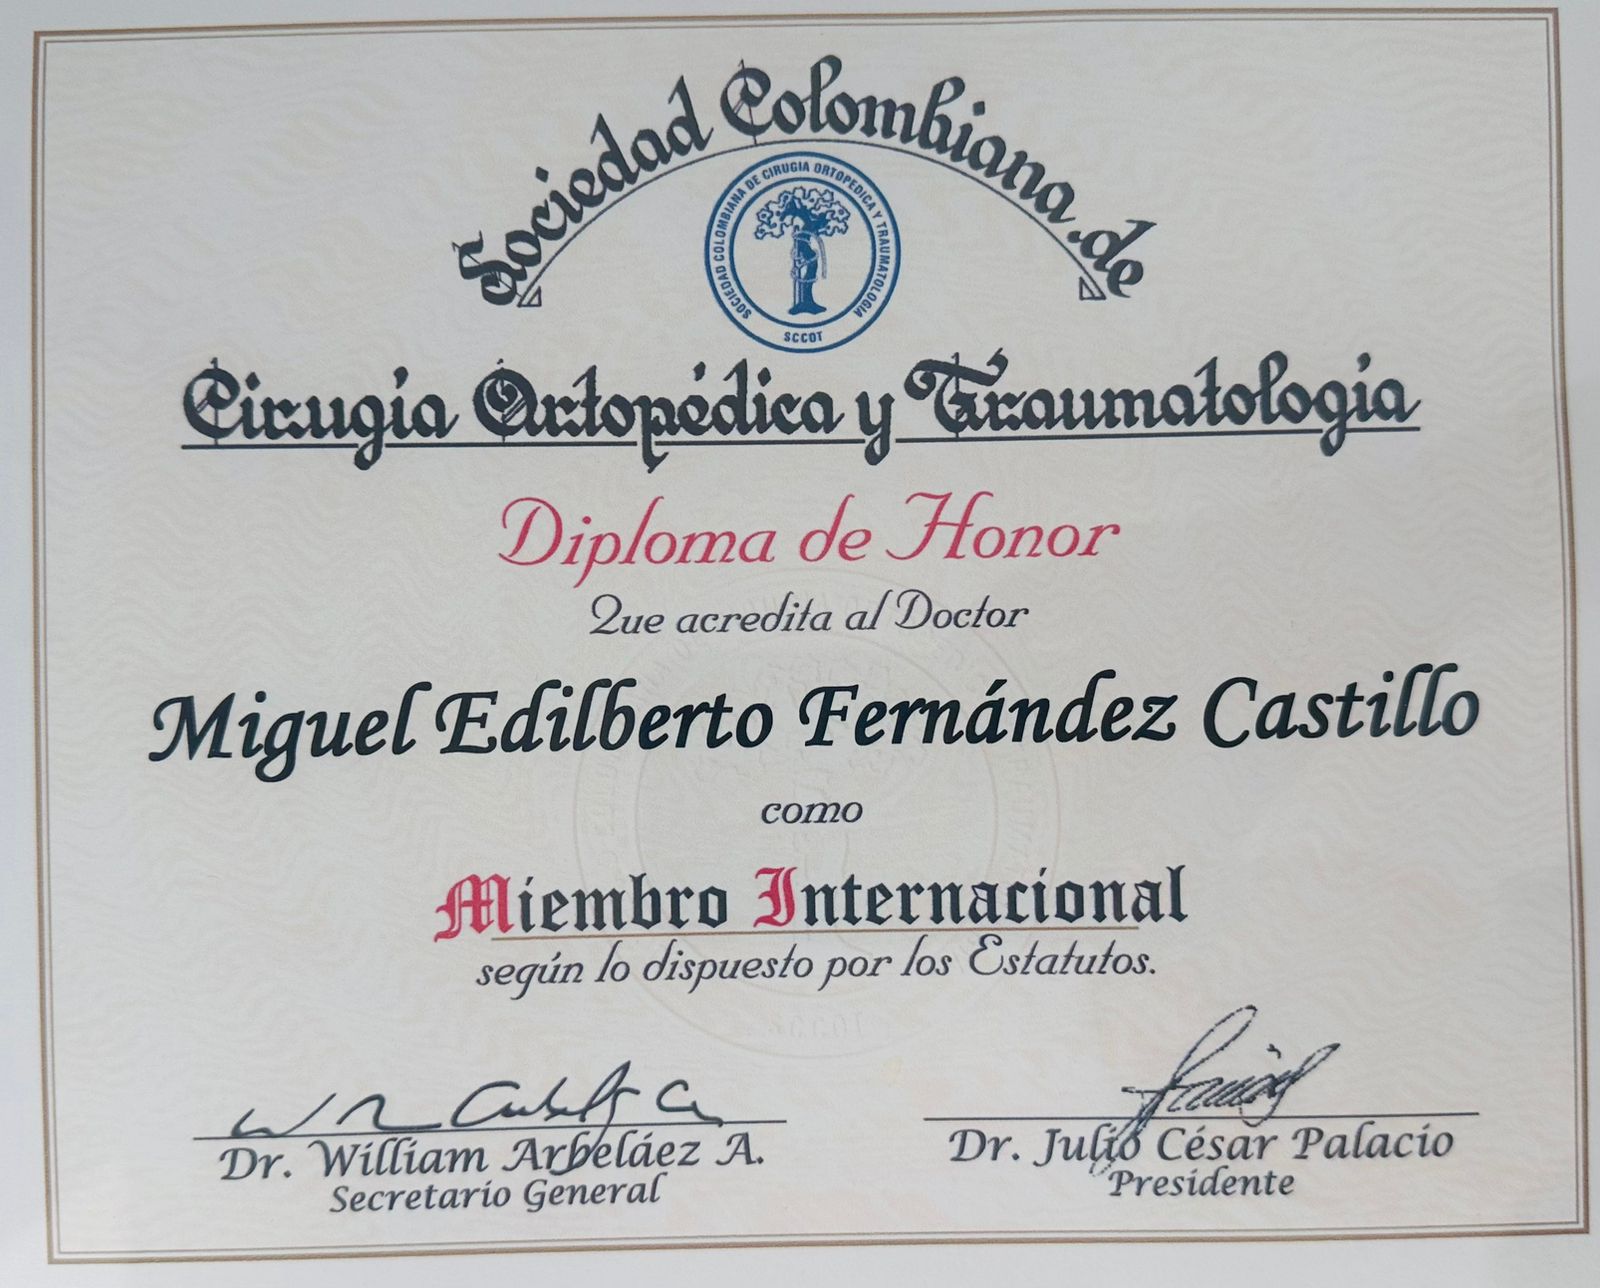 Sociedad Colombiana de
SOCIEDAD COLOMBIANA DE CIRUGIA ORTOPEDICA Y TRAUMATOLOGIA
SCCOT
Cirugía Ortopédica y Traumatología
Diploma de Honor
Que acredita al Doctor
Miguel Edilberto Fernández Castillo
como
Miembro Internacional
según lo dispuesto por los Estatutos.
Dr. William Arbeláez A.
Secretario General
Dr. Julio César Palacio
Presidente